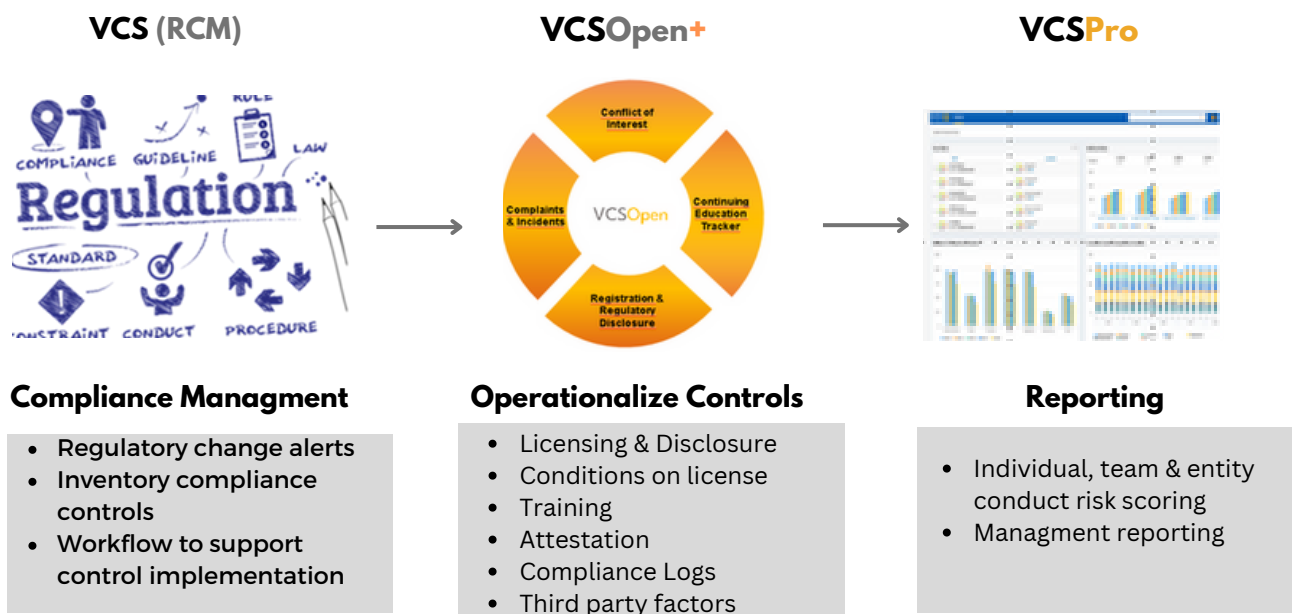 VCS (RCM)
VCSOpen+
VCSPro
RULE
COMPLIANCE
GUIDELINE
LAW
Regulation
STANDARD
CONDUCT
PROCEDURE
Conflict of
Interest
Complaints
& Incidents
VCSOpen
Continuing
Education
Tracker
Registration &
Regulatory
Disclosure
Compliance Managment
Operationalize Controls
Reporting
• Regulatory change alerts
• Inventory compliance
controls
• Workflow to support
control implementation
• Licensing & Disclosure
• Conditions on license
• Training
• Attestation
• Compliance Logs
• Third party factors
• Individual, team & entity
conduct risk scoring
• Managment reporting